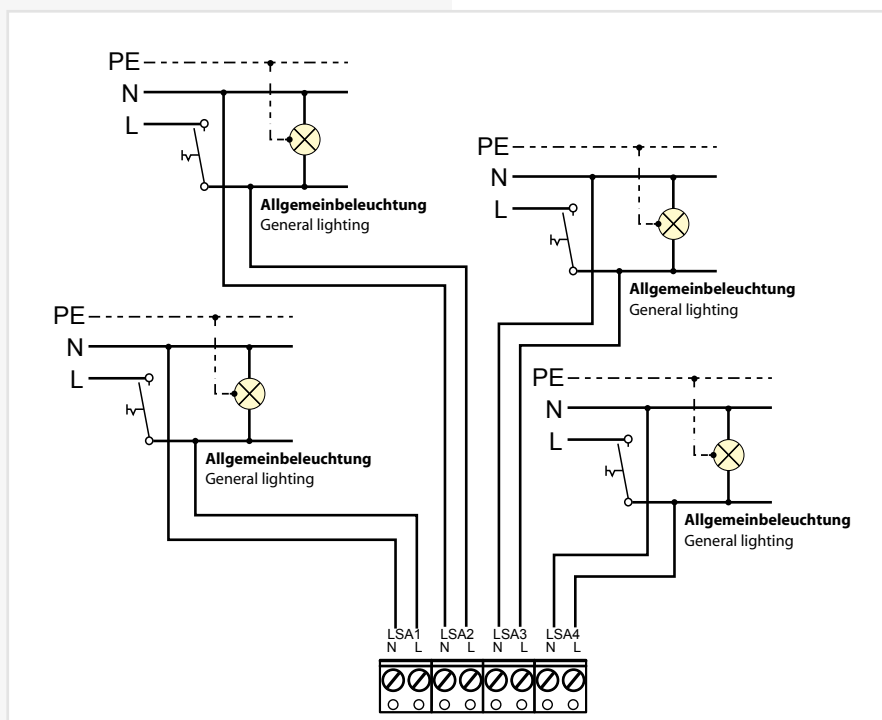 PE
N
L
Allgemeinbeleuchtung
General lighting
PE
N
L
Allgemeinbeleuchtung
General lighting
PE
N
L
Allgemeinbeleuchtung
General lighting
PE
N
L
Allgemeinbeleuchtung
General lighting
LSA1 LSA2 LSA3 LSA4
N L N L N L N L